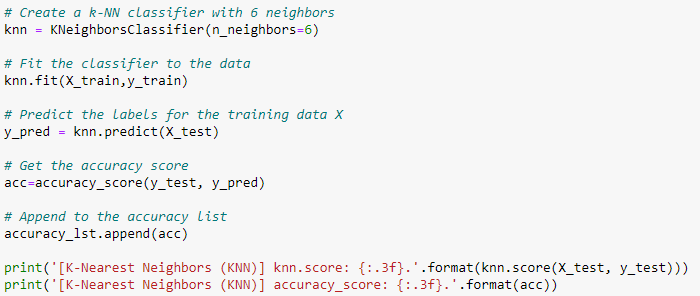 # Create a k-NN classifier with 6 neighbors
knn = KNeighborsClassifier(n_neighbors=6)
# Fit the classifier to the data
knn.fit(X_train,y_train)
# Predict the labels for the training data X
y_pred = knn.predict(X_test)
# Get the accuracy score
acc=accuracy_score(y_test, y_pred)
# Append to the accuracy list
accuracy_lst.append(acc)
print('[K-Nearest Neighbors (KNN)] knn.score: {:.3f}.'.format(knn.score(X_test, y_test)))
print('[K-Nearest Neighbors (KNN)] accuracy_score: {:.3f}.'.format(acc))